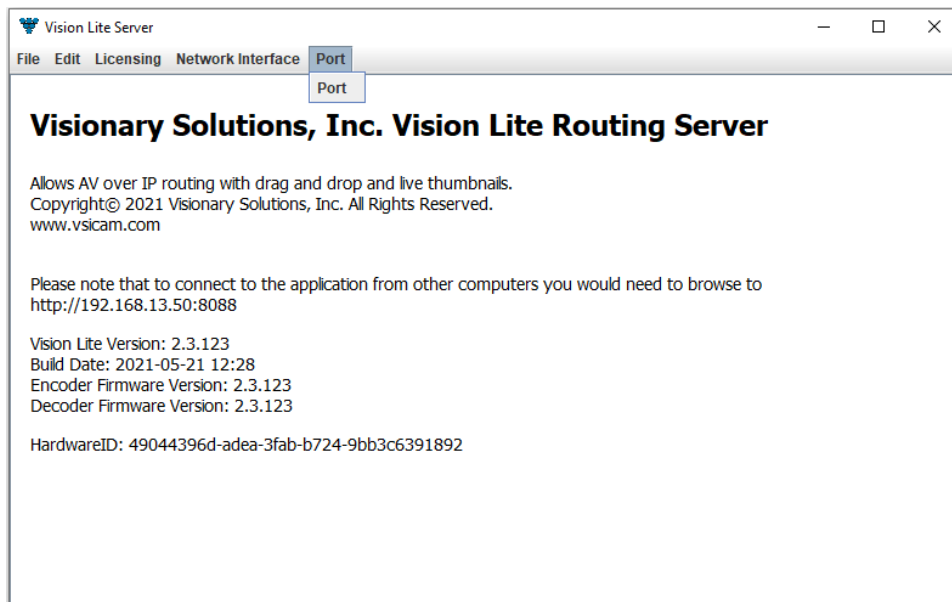 Vision Lite Server
File Edit Licensing Network Interface Port
Port
Visionary Solutions, Inc. Vision Lite Routing Server
Allows AV over IP routing with drag and drop and live thumbnails.
Copyright© 2021 Visionary Solutions, Inc. All Rights Reserved.
www.vsicam.com
Please note that to connect to the application from other computers you would need to browse to
http://192.168.13.50:8088
Vision Lite Version: 2.3.123
Build Date: 2021-05-21 12:28
Encoder Firmware Version: 2.3.123
Decoder Firmware Version: 2.3.123
HardwareID: 49044396d-adea-3fab-b724-9bb3c6391892